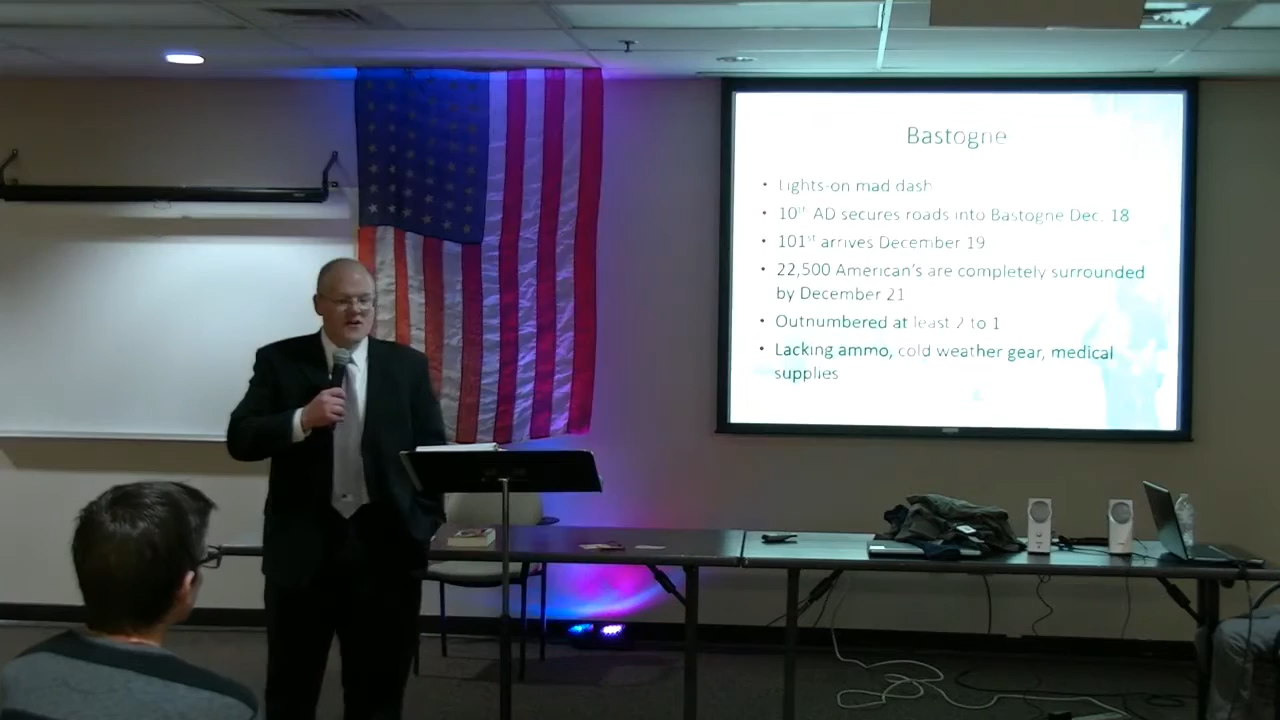 Bastogne
• Lights-on mad dash
• 10th AD secures roads into Bastogne Dec. 18
• 101st arrives December 19
• 22,500 American's are completely surrounded
by December 21
• Outnumbered at least 2 to 1
• Lacking ammo, cold weather gear, medical
supplies